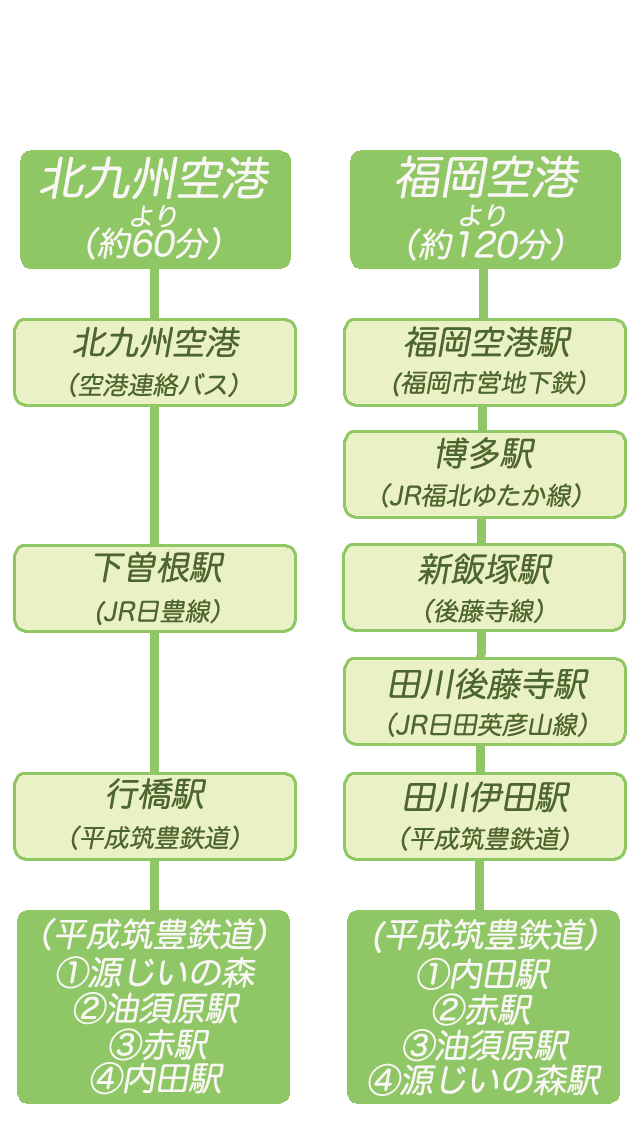 北九州空港
より
（約60分）
北九州空港
（空港連絡バス）
下曽根駅
（JR日豊線）
行橋駅
（平成筑豊鉄道）
（平成筑豊鉄道）
①源じいの森
②油須原駅
③赤駅
④内田駅
福岡空港
より
（約120分）
福岡空港駅
（福岡市営地下鉄）
博多駅
（JR福北ゆたか線）
新飯塚駅
（後藤寺線）
田川後藤寺駅
（JR日田英彦山線）
田川伊田駅
（平成筑豊鉄道）
（平成筑豊鉄道）
①内田駅
②赤駅
③油須原駅
④源じいの森駅